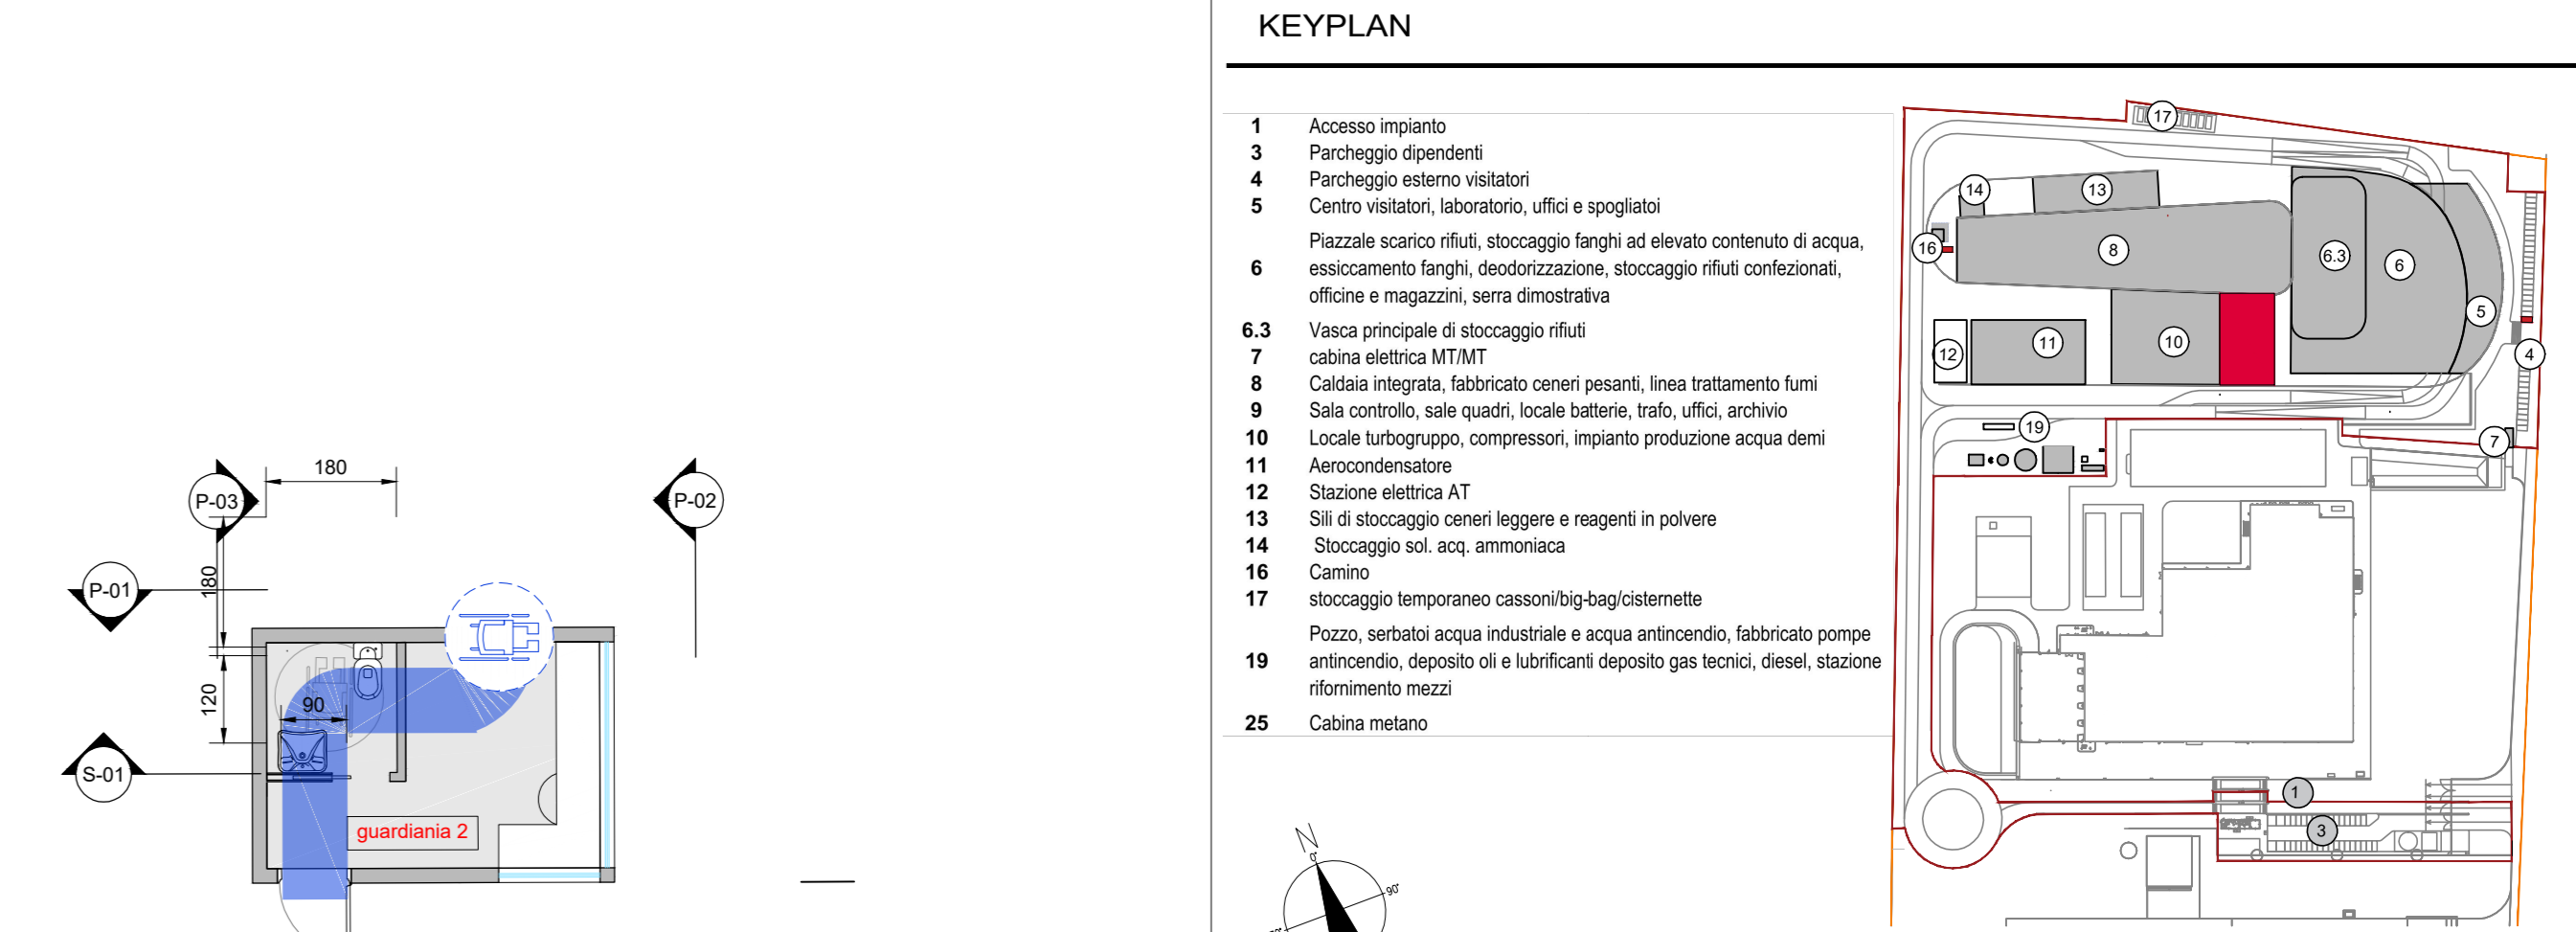 KEYPLAN
1 Accesso impianto
3 Parcheggio dipendenti
4 Parcheggio esterno visitatori
5 Centro visitatori, laboratorio, uffici e spogliatoi
Piazzale scarico rifiuti, stoccaggio fanghi ad elevato contenuto di acqua,
6 essiccamento fanghi, deodorizzazione, stoccaggio rifiuti confezionati,
officine e magazzini, serra dimostrativa
6.3 Vasca principale di stoccaggio rifiuti
7 cabina elettrica MT/MT
8 Caldaia integrata, fabbricato ceneri pesanti, linea trattamento fumi
9 Sala controllo, sale quadri, locale batterie, trafo, uffici, archivio
10 Locale turbogruppo, compressori, impianto produzione acqua demi
11 Aerocondensatore
12 Stazione elettrica AT
13 Sili di stoccaggio ceneri leggere e reagenti in polvere
14 Stoccaggio sol. acq. ammoniaca
16 Camino
17 stoccaggio temporaneo cassoni/big-bag/cisternette
Pozzo, serbatoi acqua industriale e acqua antincendio, fabbricato pompe
19 antincendio, deposito oli e lubrificanti deposito gas tecnici, diesel, stazione
rifornimento mezzi
25 Cabina metano
180
P-03
P-02
180
P-01
120
90
S-01
guardiania 2
17
14
13
16
8
6.3
6
5
12
11
10
4
19
7
1
3
N
0°
90°